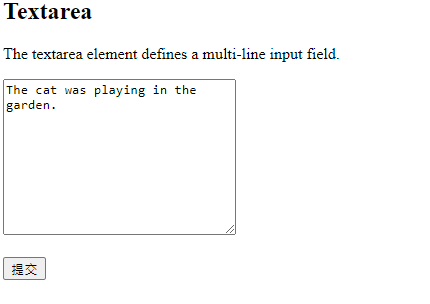 Textarea
The textarea element defines a multi-line input field.
The cat was playing in the
garden.
提交